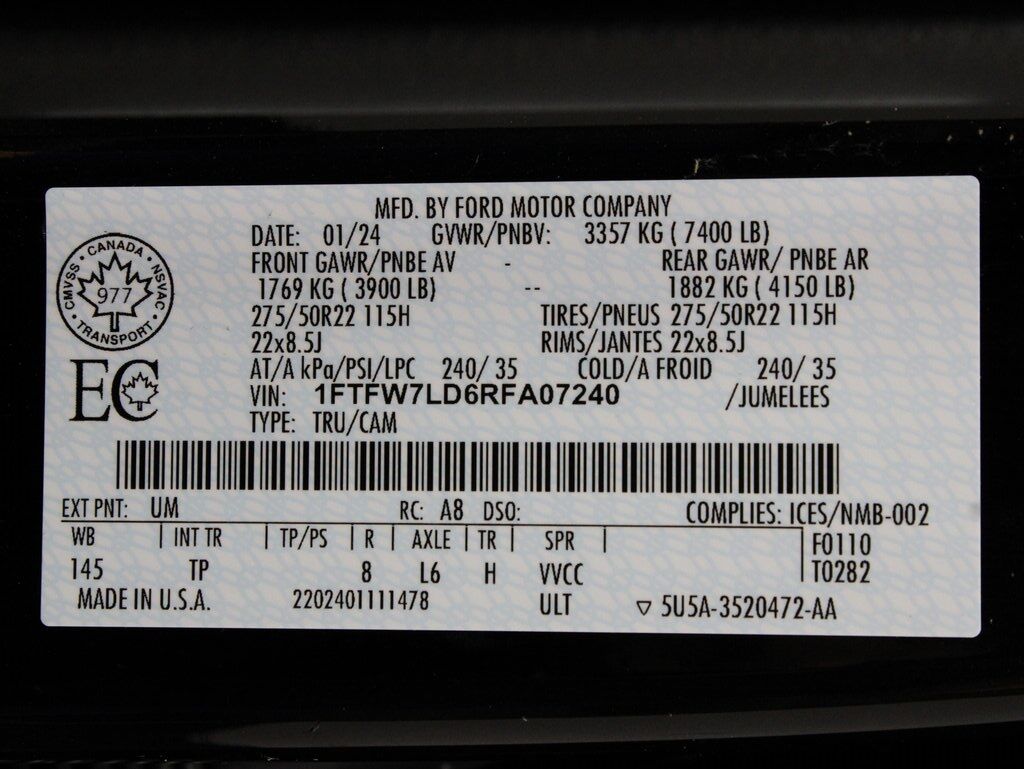 MFD. BY FORD MOTOR COMPANY
DATE: 01/24 GVWR/PNBV: 3357 KG ( 7400 LB)
FRONT GAWR/PNBE AV - REAR GAWR/ PNBE AR
1769 KG ( 3900 LB) -- 1882 KG ( 4150 LB)
275/50R22 115H TIRES/PNEUS 275/50R22 115H
22x8.5J RIMS/JANTES 22x8.5J
AT/A kPa/PSI/LPC 240/ 35 COLD/A FROID 240/ 35
VIN: 1FTFW7LD6RFA07240 /JUMELEES
TYPE: TRU/CAM
CANADA
CMVSS
NSVAC
977
TRANSPORT
EC
EXT PNT: UM RC: A8 DSO: COMPLIES: ICES/NMB-002
WB | INT TR | TP/PS | R | AXLE | TR | SPR | F0110
145 TP 8 L6 H VVCC T0282
MADE IN U.S.A. 2202401111478 ULT ▽ 5U5A-3520472-AA